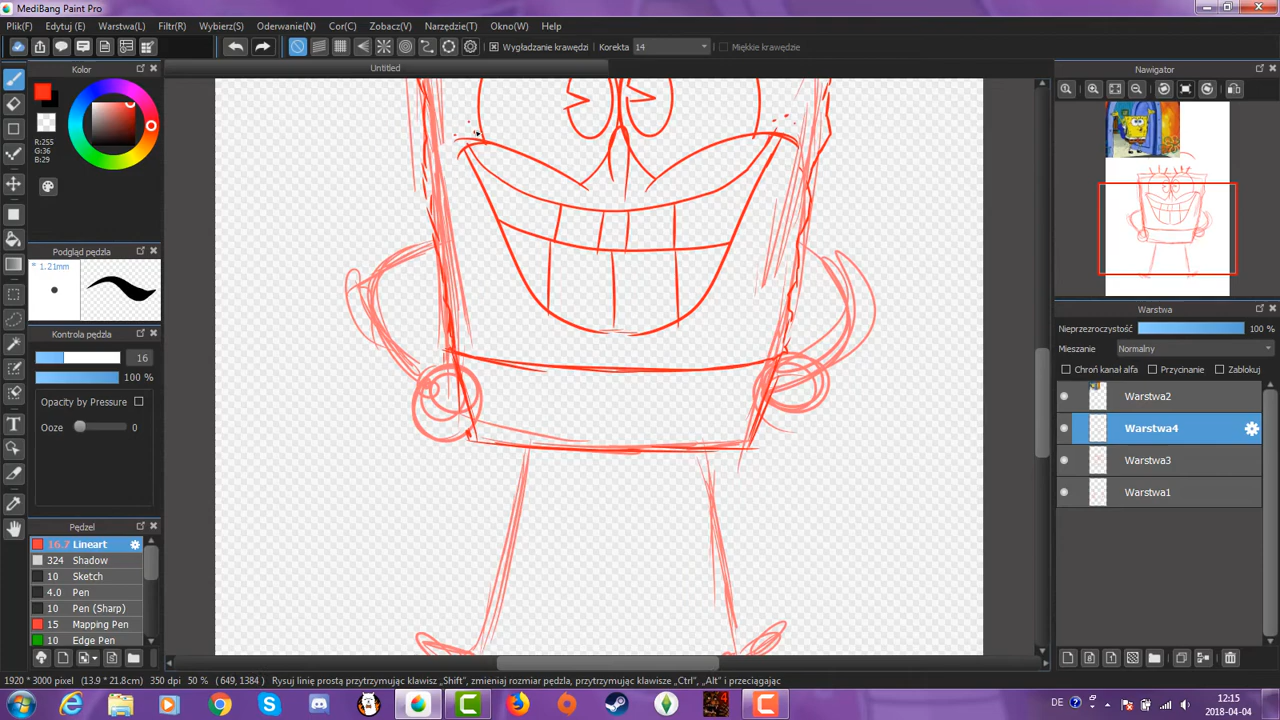 MediBang Paint Pro
Plik(F) Edytuj (E) Warstwa(L) Filtr(R) Wybierz(S) Oderwanie(N) Cor(C) Zobacz(V) Narzędzie(T) Okno(W) Help
Wygładzanie krawędzi Korekta 14 Miękkie krawędzie
Kolor
Untitled
Nawigator
R:255
G:36
B:29
Podgląd pędzla
* 1.21mm
Kontrola pędzla
16
100 %
Opacity by Pressure
Ooze 0
Pędzel
16.7 Lineart
324 Shadow
10 Sketch
4.0 Pen
10 Pen (Sharp)
15 Mapping Pen
10 Edge Pen
Warstwa
Nieprzezroczystość 100 %
Mieszanie Normalny
Chroń kanał alfa Przycinanie Zablokuj
Warstwa2
Warstwa4
Warstwa3
Warstwa1
1920 * 3000 pixel (13.9 * 21.8cm) 350 dpi 50 % (649, 1384) Rysuj linię prostą przytrzymując klawisz „Shift”, zmieniaj rozmiar pędzla, przytrzymując klawisze „Ctrl”, „Alt” i przeciągając
DE 12:15
2018-04-04